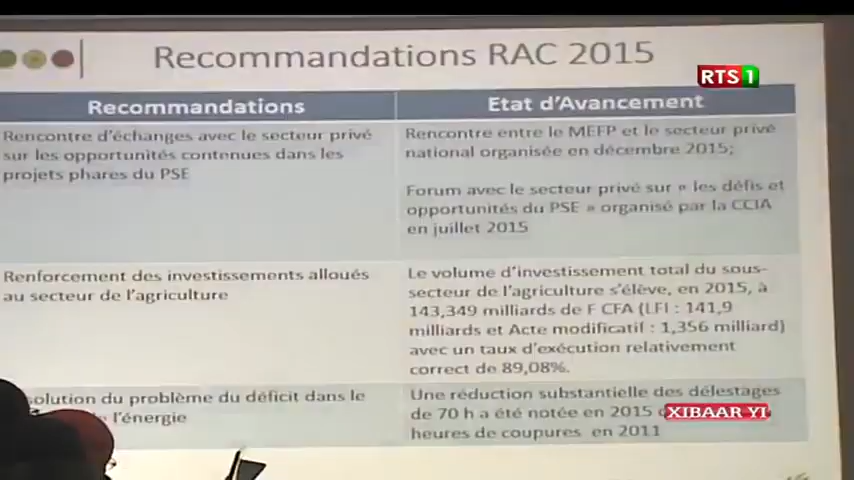 Recommandations RAC 2015
RTS 1
Recommandations
Etat d'Avancement
Rencontre d'échanges avec le secteur privé
sur les opportunités contenues dans les
projets phares du PSE
Rencontre entre le MEFP et le secteur privé
national organisée en décembre 2015;
Forum avec le secteur privé sur « les défis et
opportunités du PSE » organisé par la CCIA
en juillet 2015
Renforcement des investissements alloués
au secteur de l'agriculture
Le volume d'investissement total du sous-
secteur de l'agriculture s'élève, en 2015, à
143,349 milliards de F CFA (LFI : 141,9
milliards et Acte modificatif : 1,356 milliard)
avec un taux d'exécution relativement
correct de 89,08%.
solution du problème du déficit dans le
l'énergie
Une réduction substantielle des délestages
de 70 h a été notée en 2015
heures de coupures en 2011
XIBAAR YI